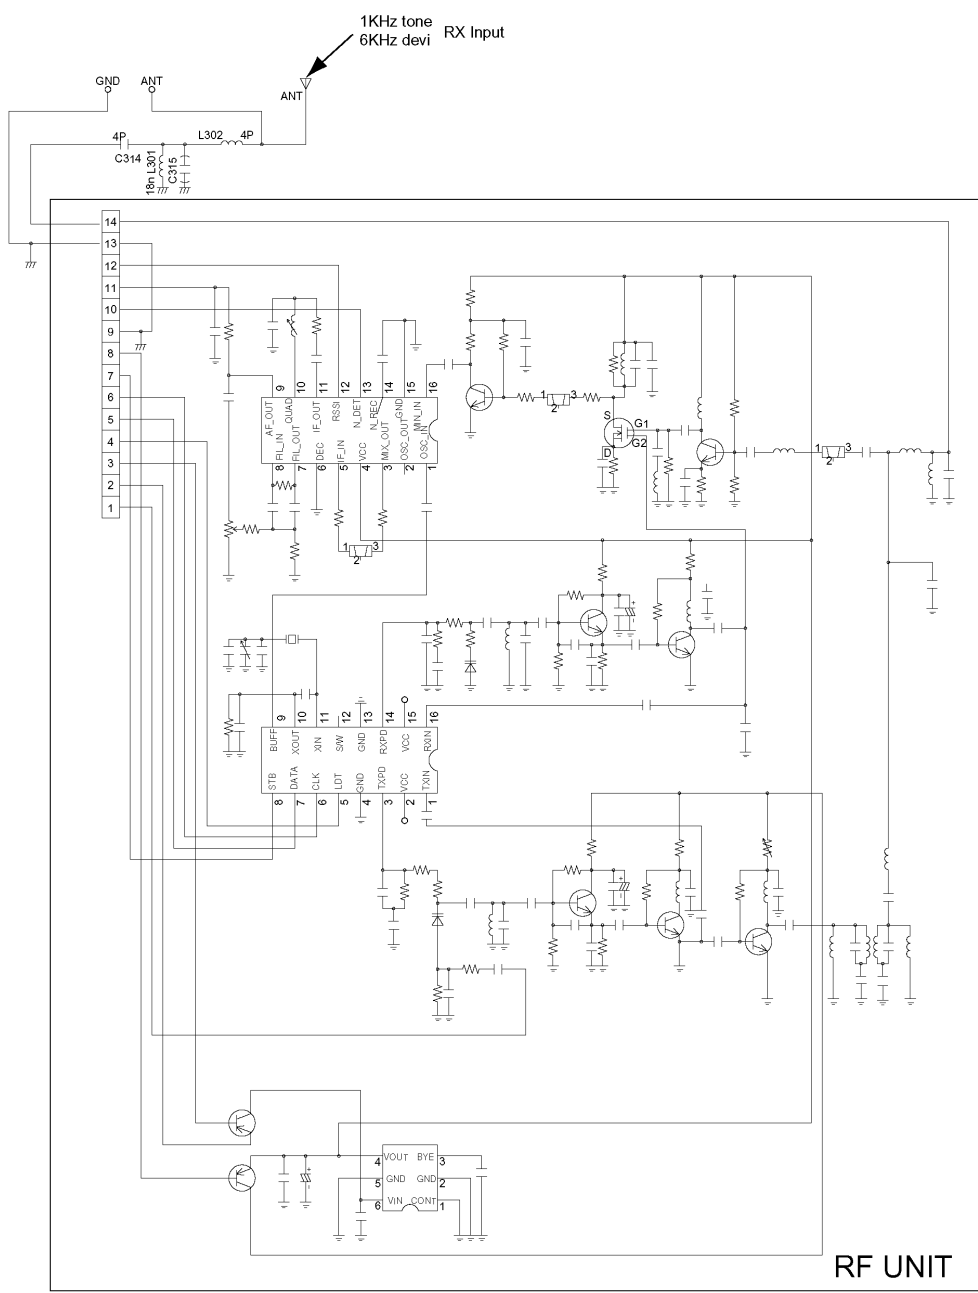 1KHz tone
6KHz devi
RX Input
GND
ANT
ANT
4P
L302
4P
C314
18n L301
C315
14
13
12
11
10
9
8
7
6
5
4
3
2
1
9
10
11
12
13
14
15
16
AF_OUT
QUAD
IF_OUT
RSSI
N_DET
N_REC
GND
MIN_IN
FIL_IN
FIL_OUT
DEC
IF_IN
VCC
MIX_OUT
OSC_OUT
OSC_IN
8
7
6
5
4
3
2
1
1
2
3
S
G1
G2
D
1
2
3
1
2
3
9
10
11
12
13
14
15
16
BUFF
XOUT
XIN
S/W
GND
RXPD
VCC
RXIN
STB
DATA
CLK
LDT
GND
TXPD
VCC
TXIN
8
7
6
5
4
3
2
1
4
VOUT
BYE
3
5
GND
GND
2
6
VIN
CONT
1
RF UNIT